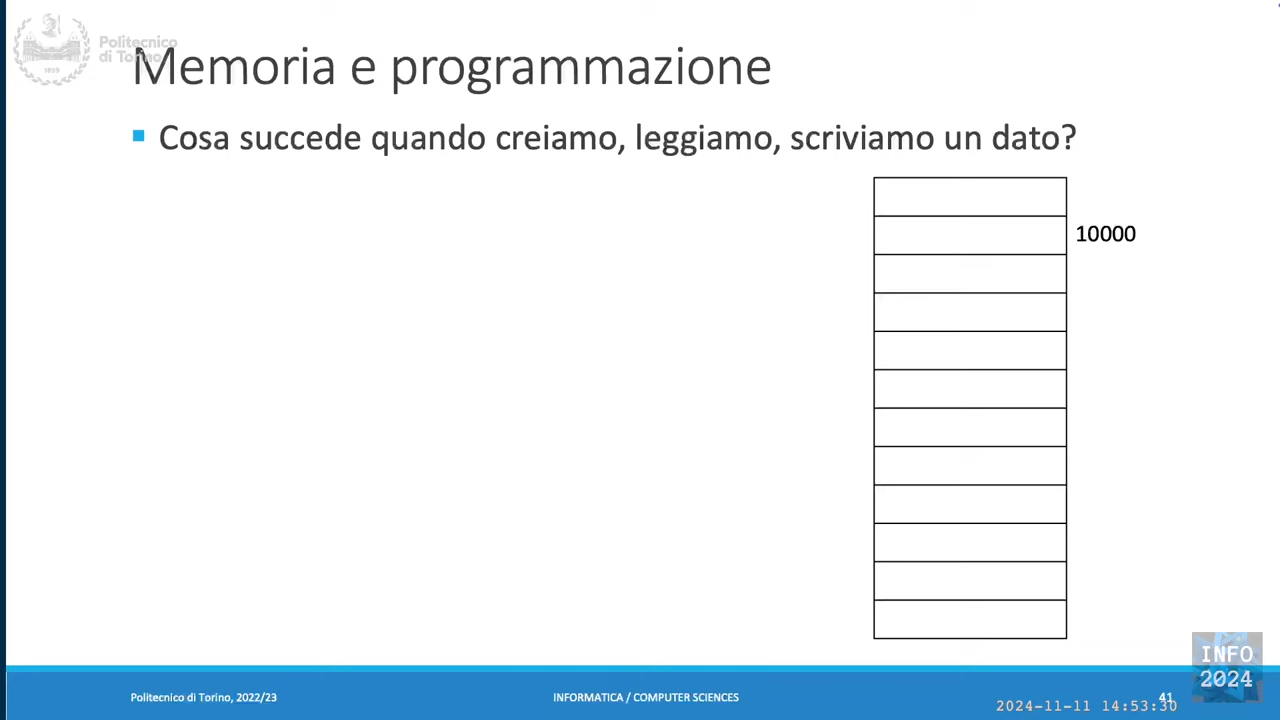 Politecnico
di Torino
1859
Memoria e programmazione
Cosa succede quando creiamo, leggiamo, scriviamo un dato?
10000
INFO
2024
Politecnico di Torino, 2022/23
INFORMATICA / COMPUTER SCIENCES
41
2024-11-11 14:53:30